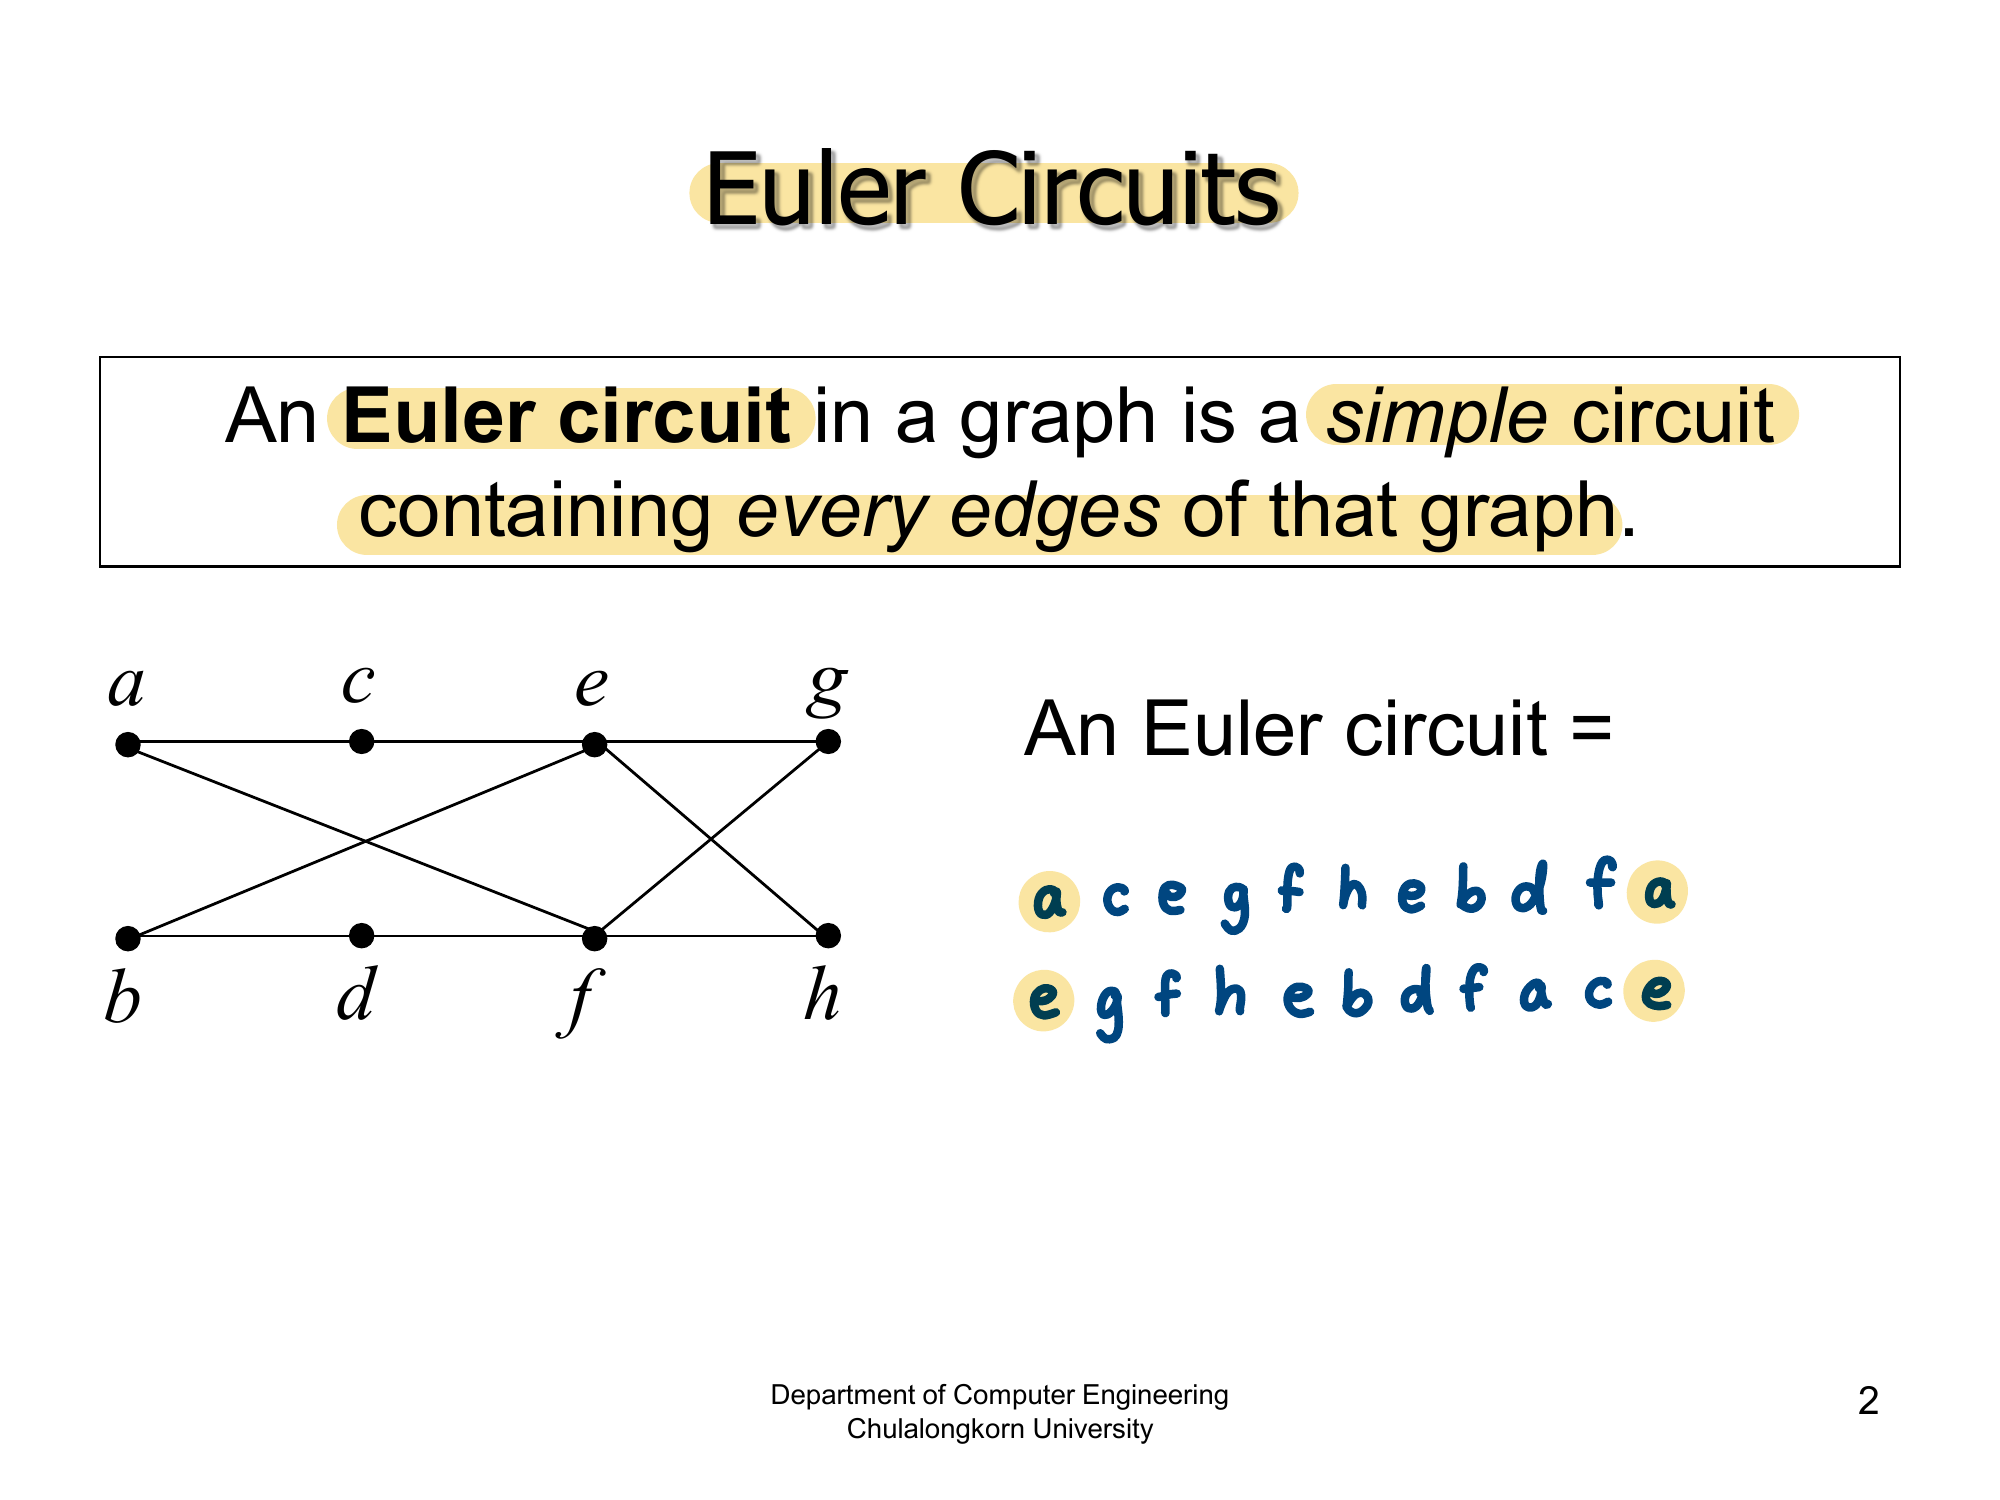 Euler Circuits
An Euler circuit in a graph is a simple circuit
containing every edges of that graph.
a c e g
b d f h
An Euler circuit =
a c e g f h e b d f a
e g f h e b d f a c e
Department of Computer Engineering
Chulalongkorn University
2